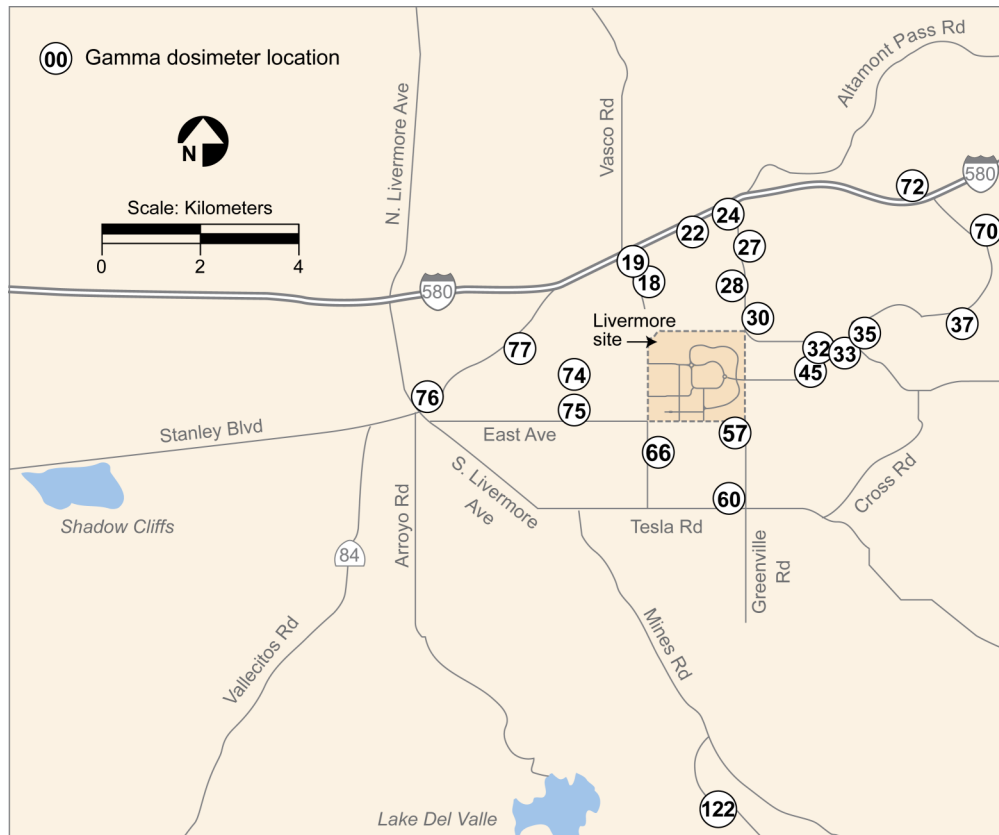 00 Gamma dosimeter location
N
Scale: Kilometers
0 2 4
N. Livermore Ave
Vasco Rd
Altamont Pass Rd
580
72
70
24
22
27
19
18
28
580
30
Livermore
site
37
35
32
33
45
77
74
76
75
57
66
East Ave
Stanley Blvd
S. Livermore
Ave
60
Tesla Rd
Cross Rd
Shadow Cliffs
84
Arroyo Rd
Greenville
Rd
Vallecitos Rd
Mines Rd
122
Lake Del Valle